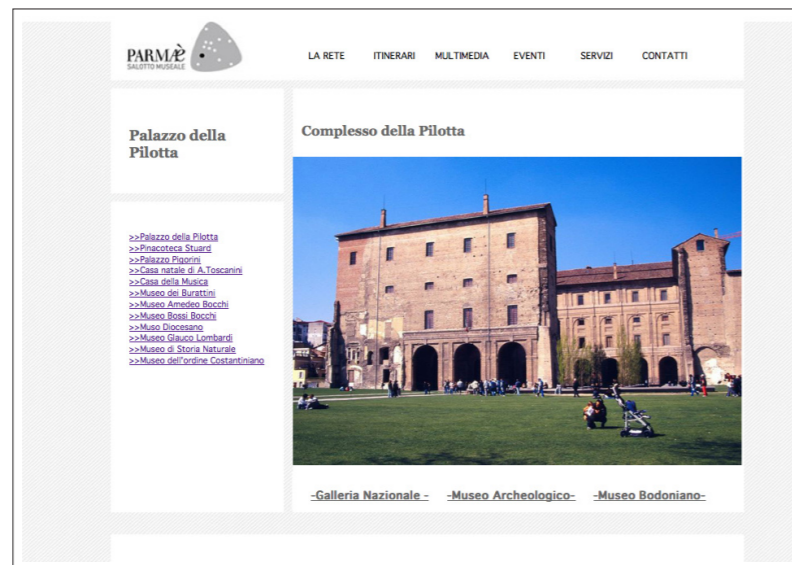 PARMÆ̀
SALOTTO MUSEALE
LA RETE ITINERARI MULTIMEDIA EVENTI SERVIZI CONTATTI
Palazzo della
Pilotta
>>Palazzo della Pilotta
>>Pinacoteca Stuard
>>Palazzo Pigorini
>>Casa natale di A.Toscanini
>>Casa della Musica
>>Museo dei Burattini
>>Museo Amedeo Bocchi
>>Museo Bossi Bocchi
>>Muso Diocesano
>>Museo Glauco Lombardi
>>Museo di Storia Naturale
>>Museo dell'ordine Costantiniano
Complesso della Pilotta
-Galleria Nazionale - -Museo Archeologico- -Museo Bodoniano-